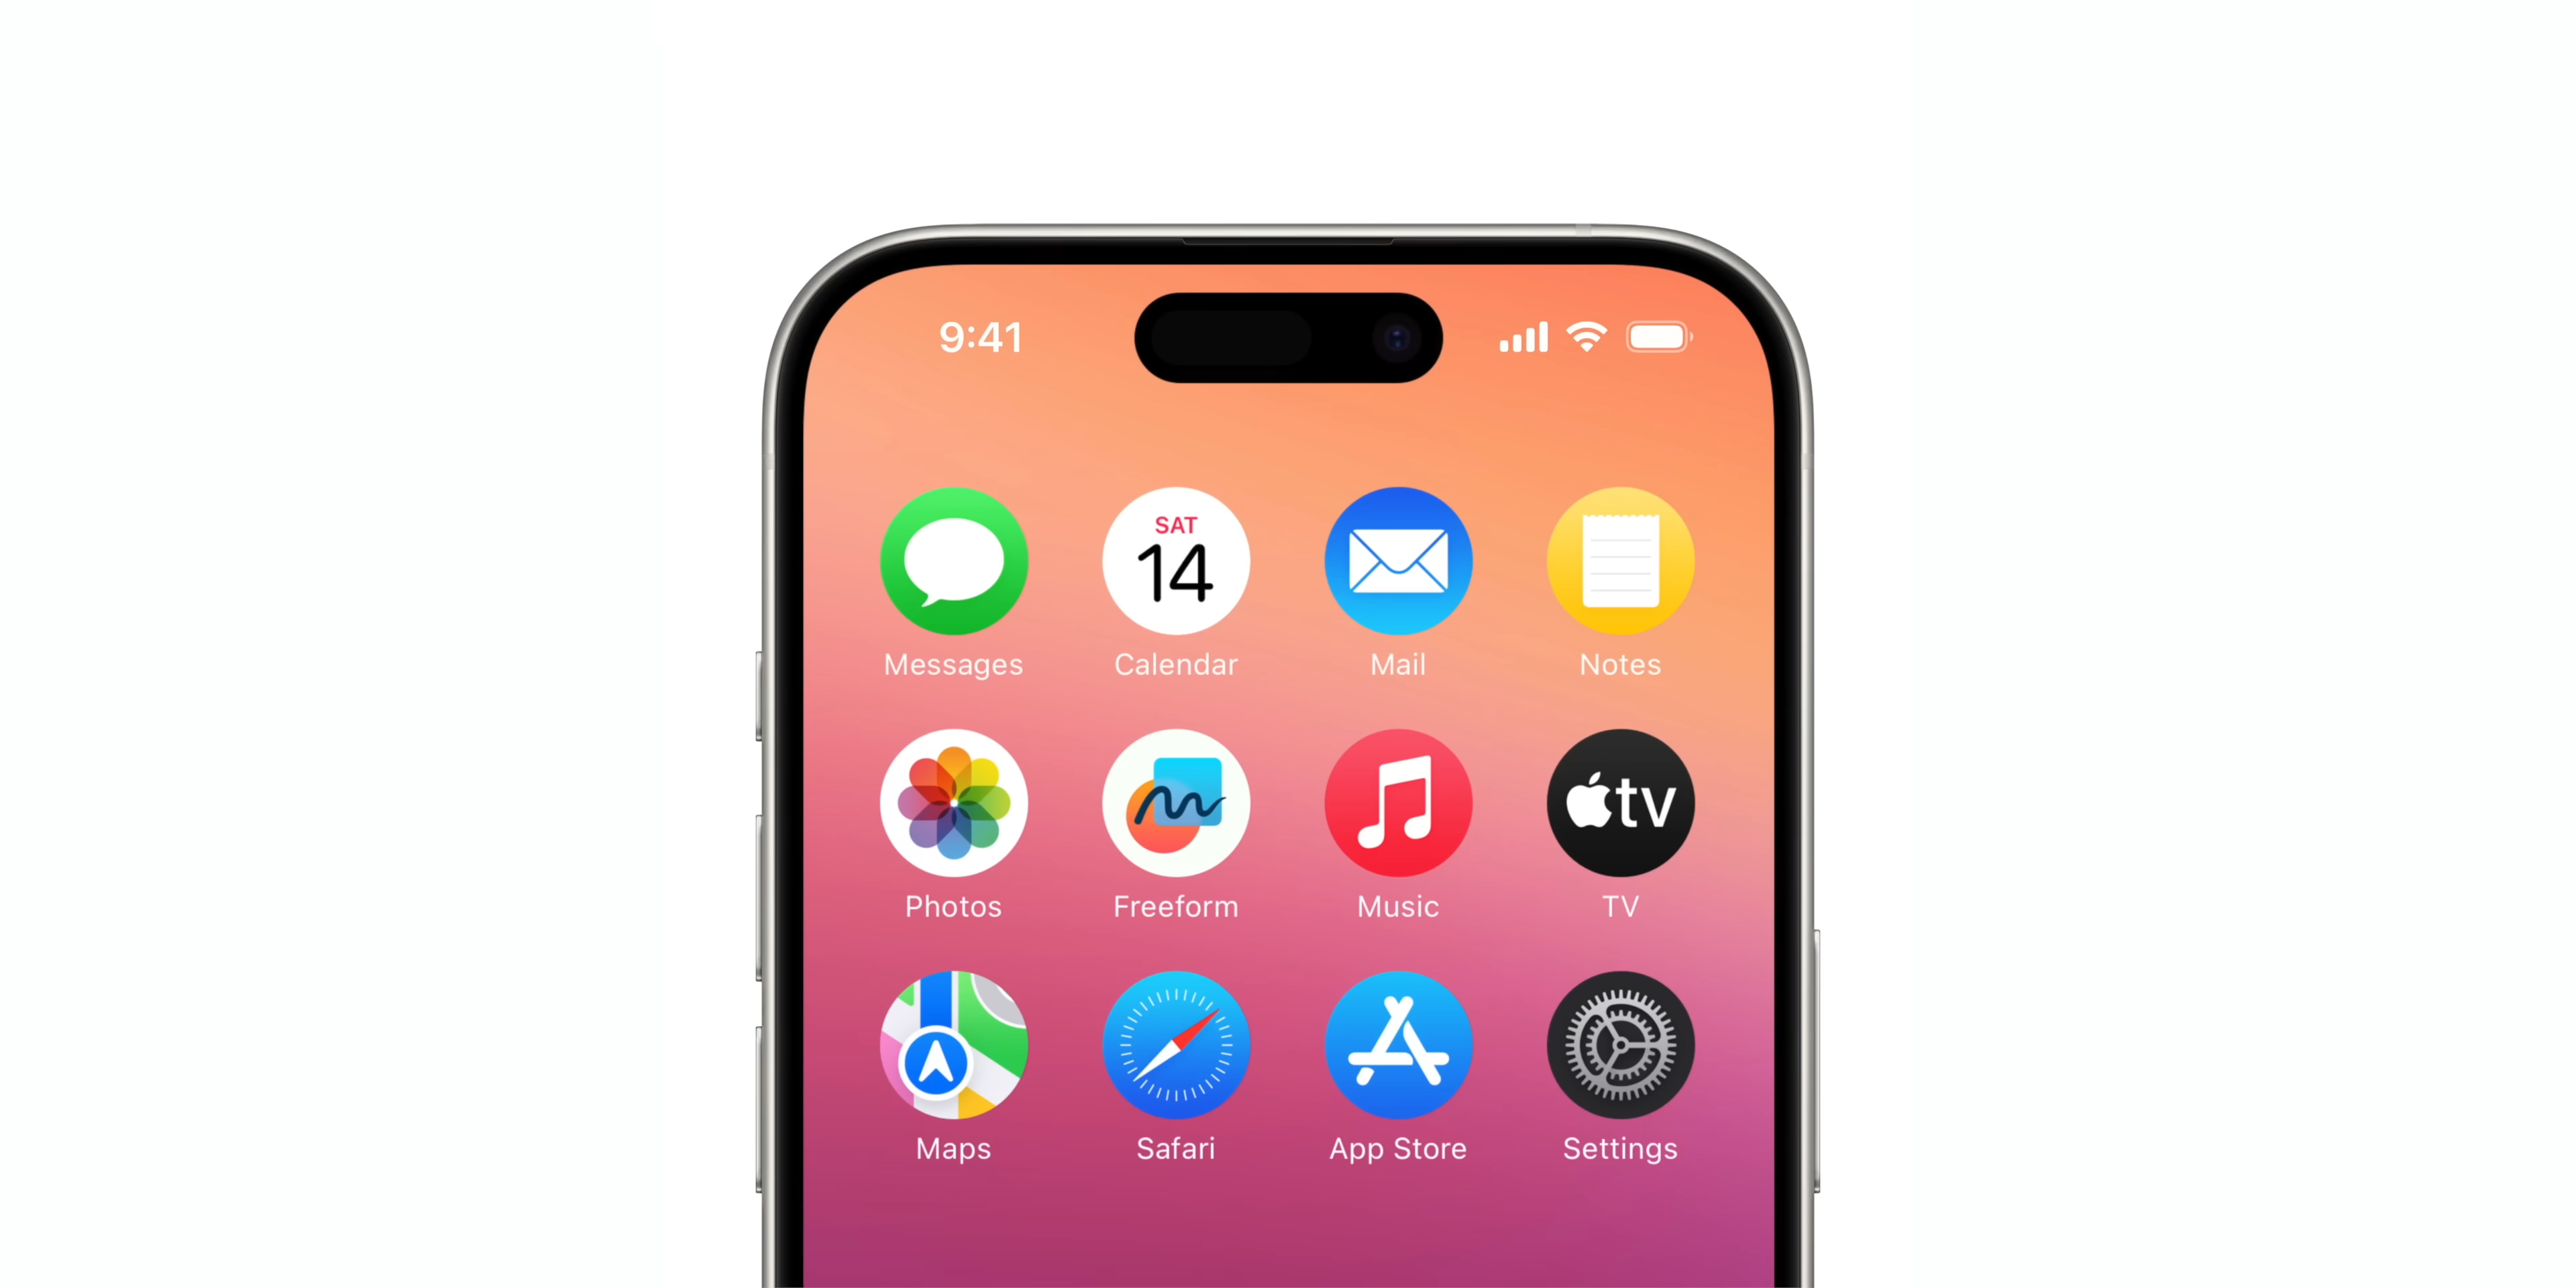 9:41
SAT
14
Messages Calendar Mail Notes
tv
Photos Freeform Music TV
Maps Safari App Store Settings